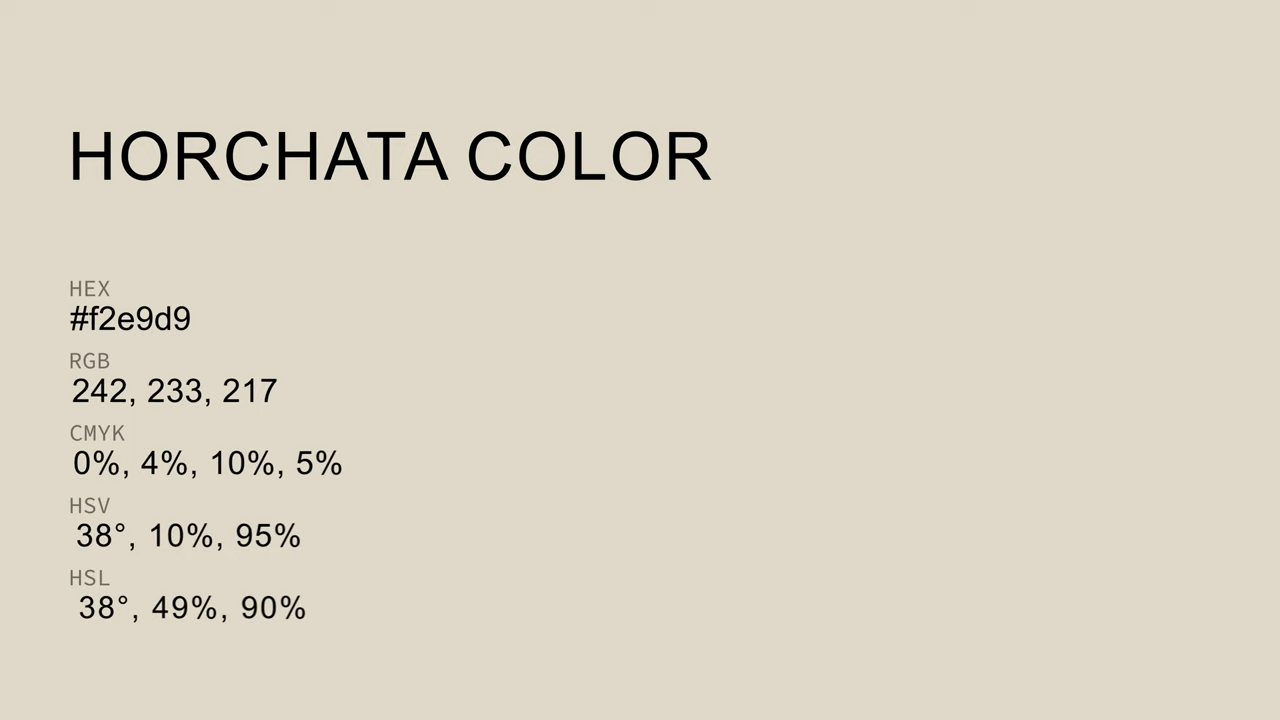 HORCHATA COLOR
HEX
#f2e9d9
RGB
242, 233, 217
CMYK
0%, 4%, 10%, 5%
HSV
38°, 10%, 95%
HSL
38°, 49%, 90%